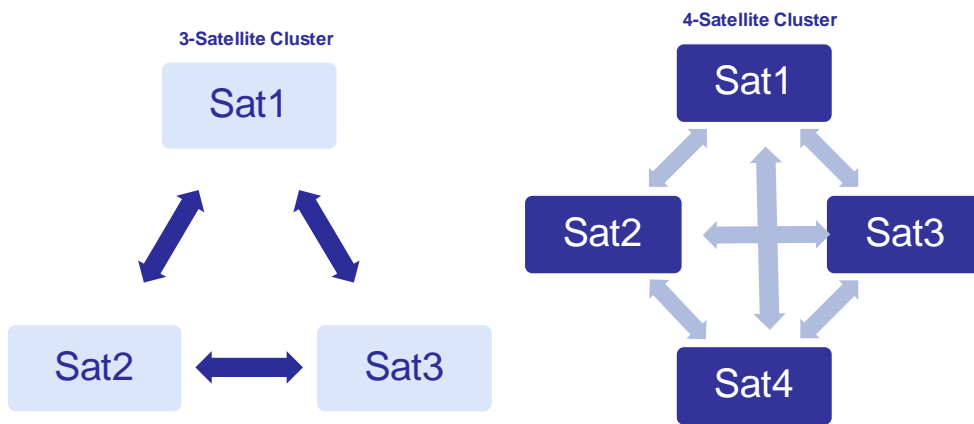 3-Satellite Cluster
Sat1
Sat2
Sat3
4-Satellite Cluster
Sat1
Sat2
Sat3
Sat4